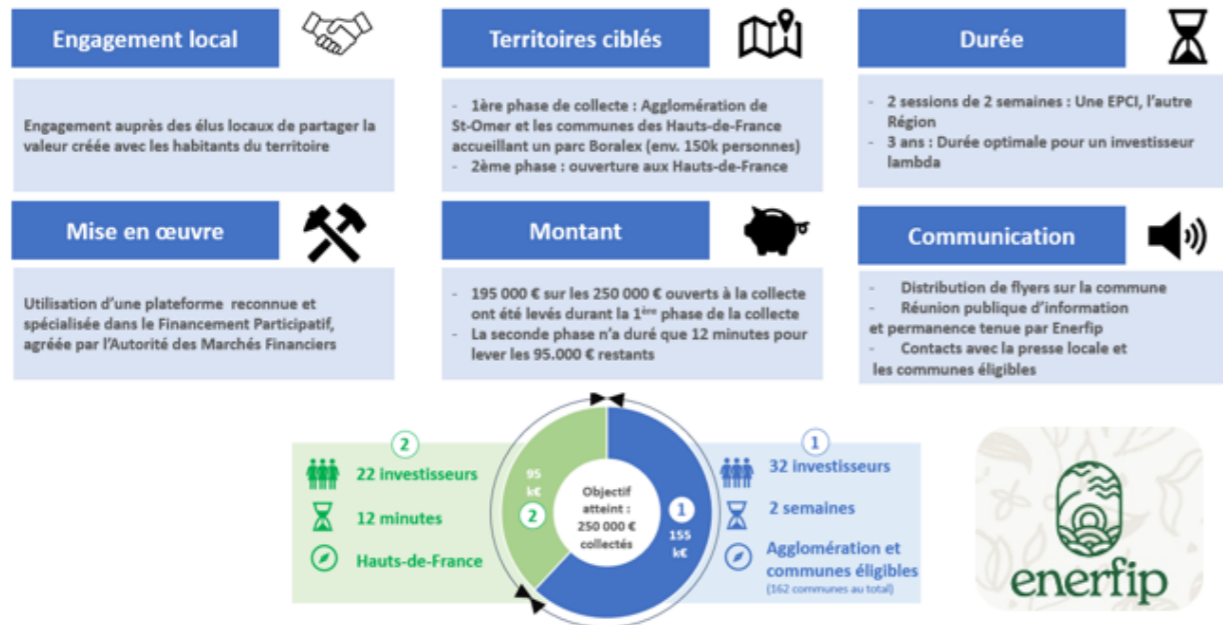 Engagement local
Engagement auprès des élus locaux de partager la
valeur créée avec les habitants du territoire
Territoires ciblés
- 1ère phase de collecte : Agglomération de
St-Omer et les communes des Hauts-de-France
accueillant un parc Boralex (env. 150k personnes)
- 2ème phase : ouverture aux Hauts-de-France
Durée
- 2 sessions de 2 semaines : Une EPCI, l'autre
Région
- 3 ans : Durée optimale pour un investisseur
lambda
Mise en œuvre
Utilisation d'une plateforme reconnue et
spécialisée dans le Financement Participatif,
agréée par l'Autorité des Marchés Financiers
Montant
- 195 000 € sur les 250 000 € ouverts à la collecte
ont été levés durant la 1ère phase de la collecte
- La seconde phase n'a duré que 12 minutes pour
lever les 95.000 € restants
Communication
- Distribution de flyers sur la commune
- Réunion publique d'information
et permanence tenue par Enerfip
- Contacts avec la presse locale et
les communes éligibles
2
22 investisseurs
12 minutes
Hauts-de-France
95
k€
2
Objectif
atteint :
250 000 €
collectés
1
155
k€
1
32 investisseurs
2 semaines
Agglomération et
communes éligibles
(162 communes au total)
enerfip